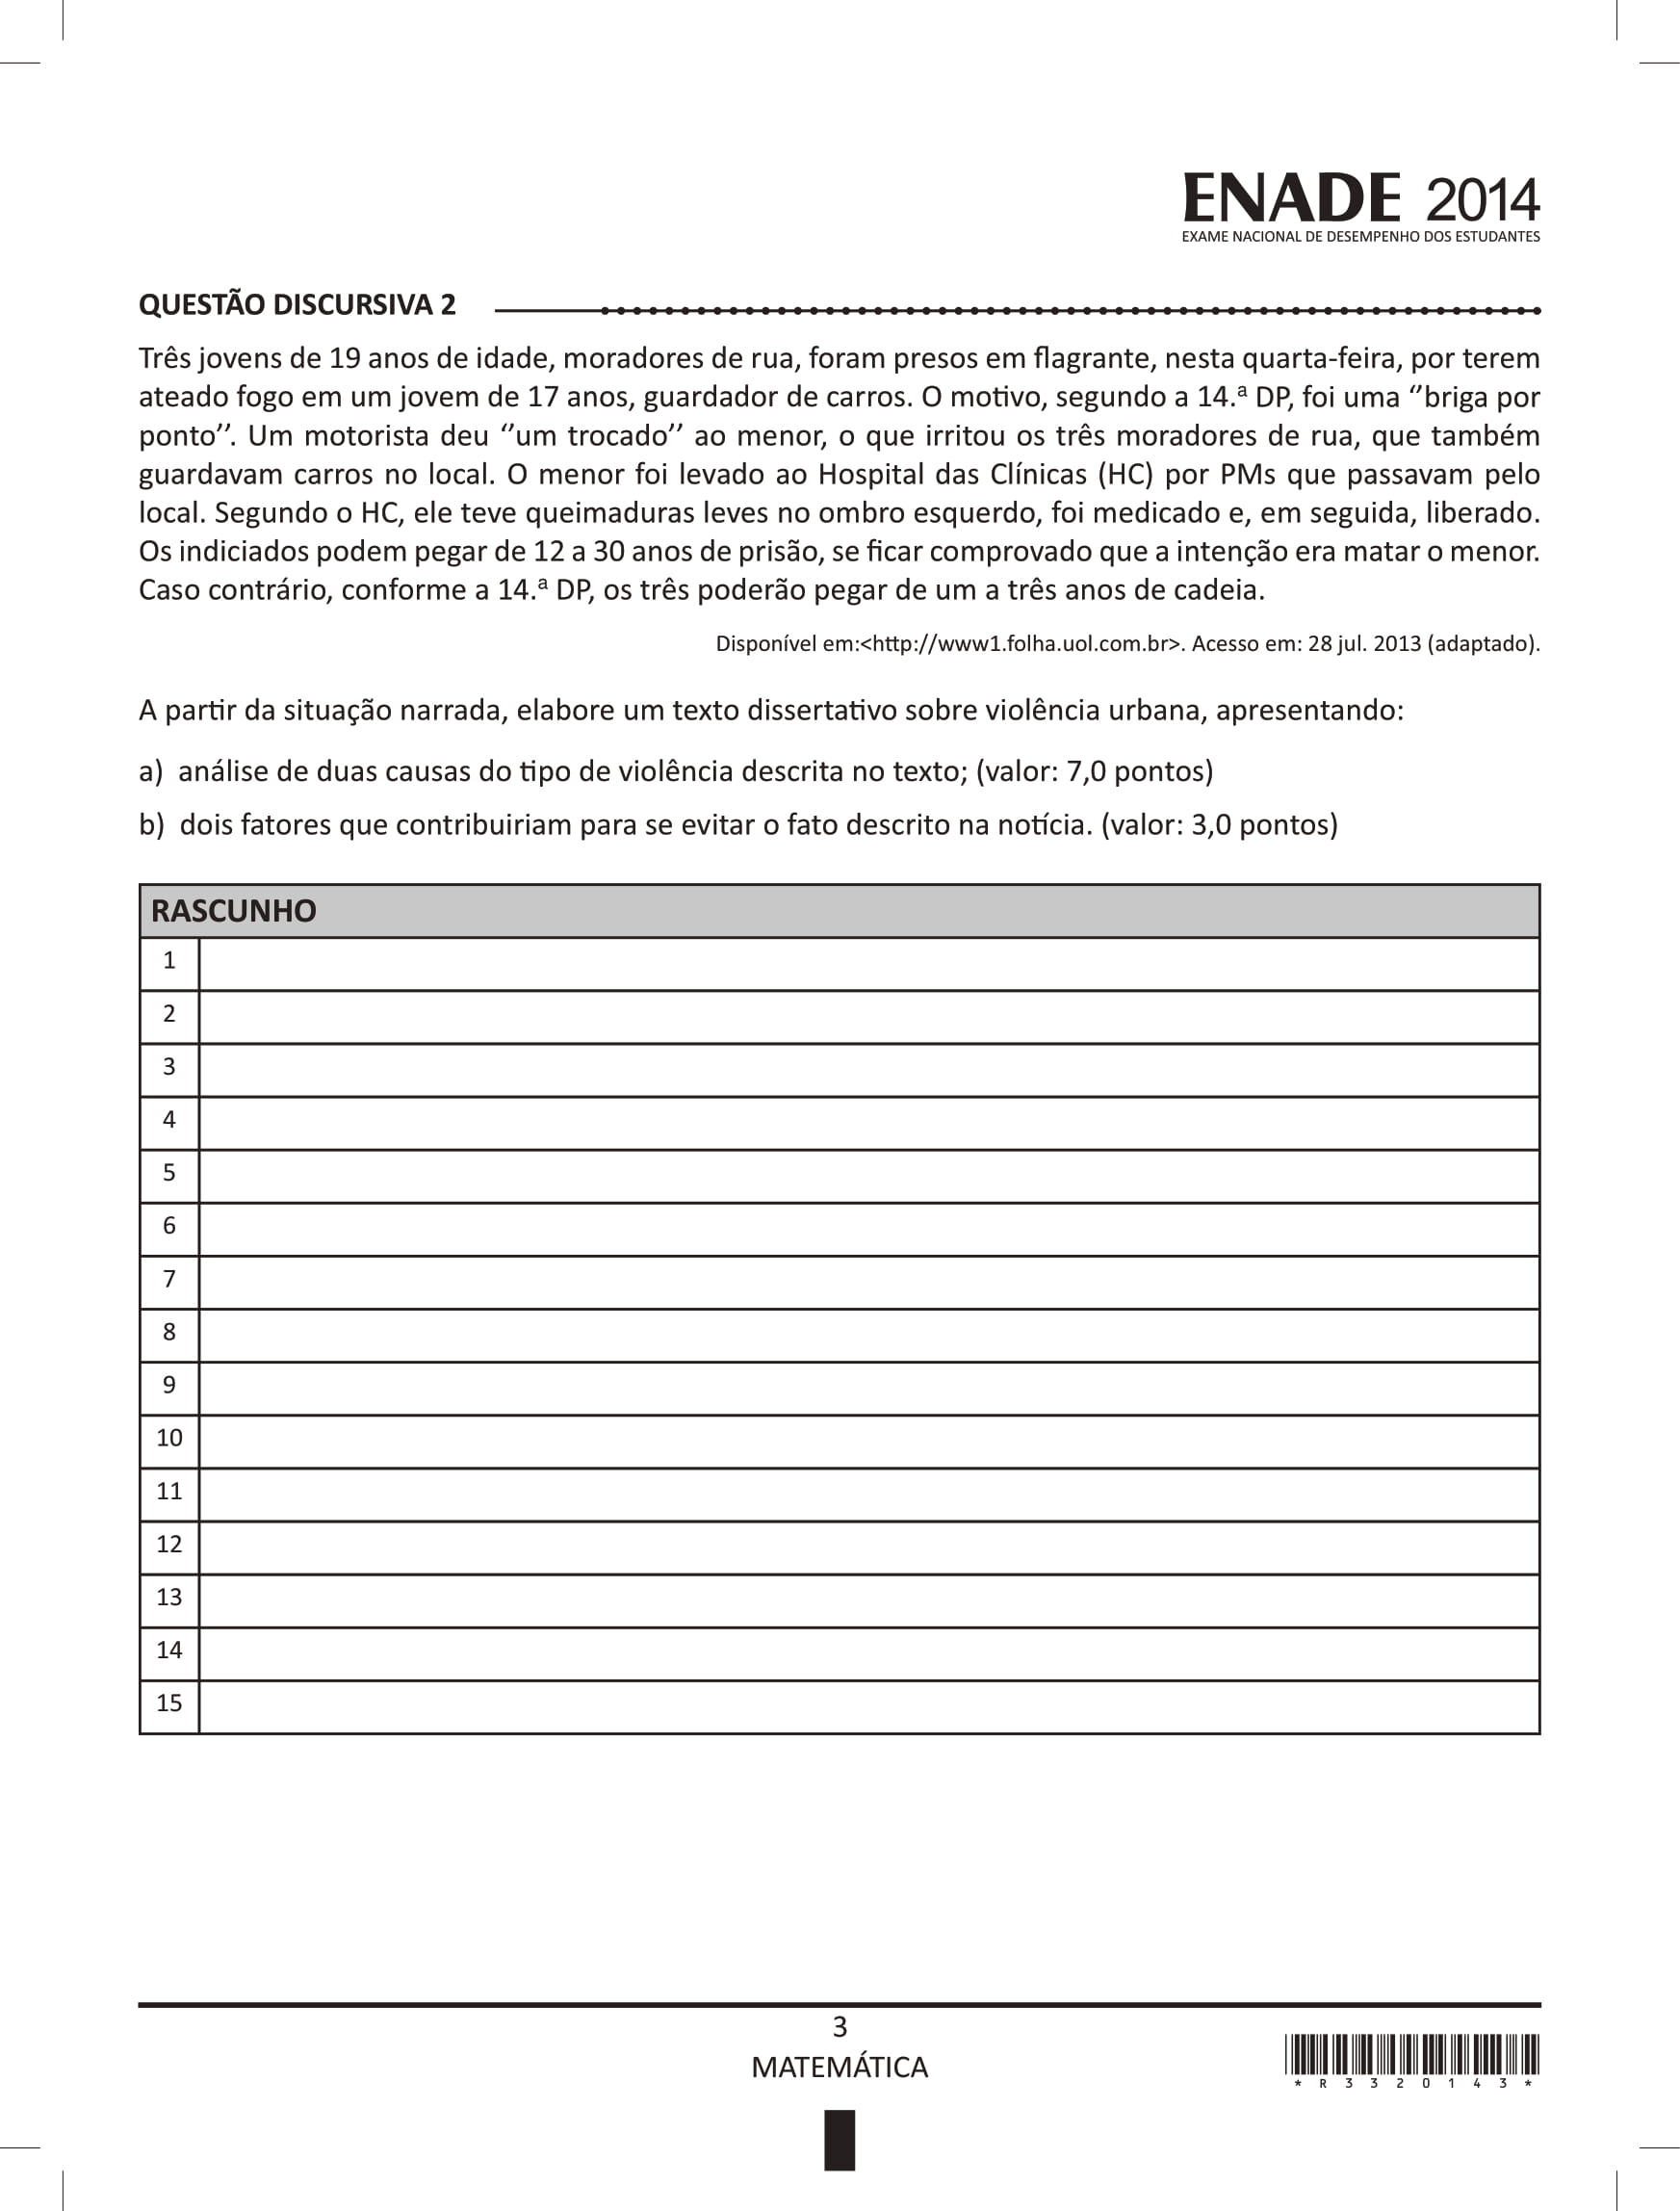 ENADE 2014
EXAME NACIONAL DE DESEMPENHO DOS ESTUDANTES
QUESTÃO DISCURSIVA 2
Três jovens de 19 anos de idade, moradores de rua, foram presos em flagrante, nesta quarta-feira, por terem
ateado fogo em um jovem de 17 anos, guardador de carros. O motivo, segundo a 14.ª DP, foi uma ‘‘briga por
ponto’’. Um motorista deu ‘‘um trocado’’ ao menor, o que irritou os três moradores de rua, que também
guardavam carros no local. O menor foi levado ao Hospital das Clínicas (HC) por PMs que passavam pelo
local. Segundo o HC, ele teve queimaduras leves no ombro esquerdo, foi medicado e, em seguida, liberado.
Os indiciados podem pegar de 12 a 30 anos de prisão, se ficar comprovado que a intenção era matar o menor.
Caso contrário, conforme a 14.ª DP, os três poderão pegar de um a três anos de cadeia.
Disponível em:<http://www1.folha.uol.com.br>. Acesso em: 28 jul. 2013 (adaptado).
A partir da situação narrada, elabore um texto dissertativo sobre violência urbana, apresentando:
a) análise de duas causas do tipo de violência descrita no texto; (valor: 7,0 pontos)
b) dois fatores que contribuiriam para se evitar o fato descrito na notícia. (valor: 3,0 pontos)
RASCUNHO
1
2
3
4
5
6
7
8
9
10
11
12
13
14
15
3
MATEMÁTICA
* R 3 3 2 0 1 4 3 *